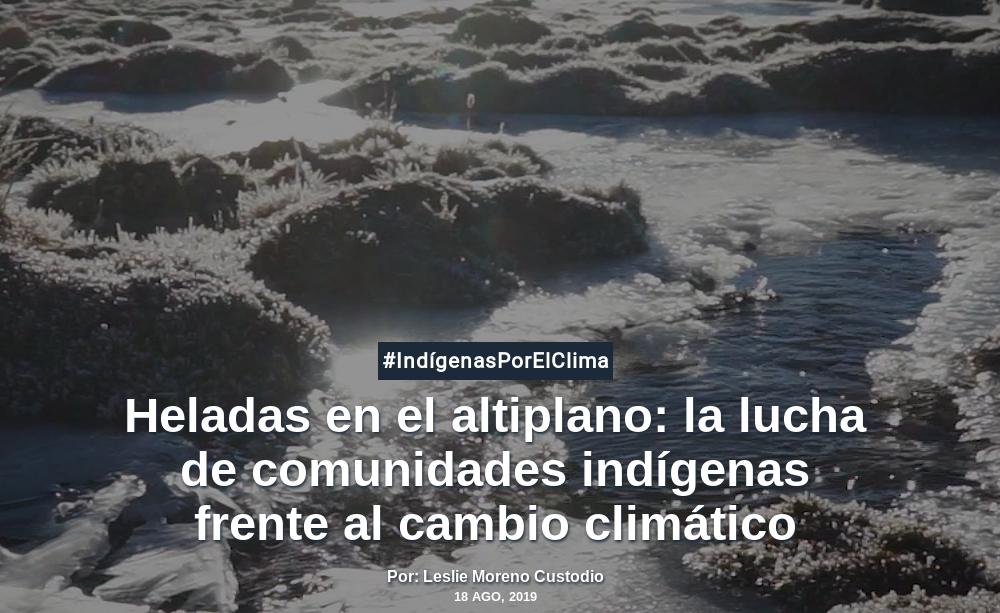 #IndígenasPorElClima
Heladas en el altiplano: la lucha
de comunidades indígenas
frente al cambio climático
Por: Leslie Moreno Custodio
18 AGO, 2019